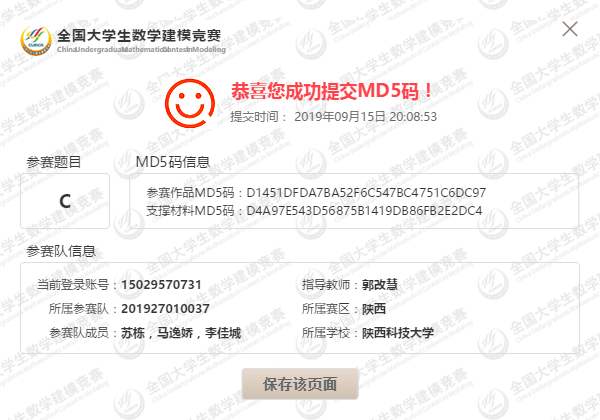 全国大学生数学建模竞赛
China Undergraduate Mathematical Contest in Modeling
恭喜您成功提交MD5码！
提交时间： 2019年09月15日 20:08:53
参赛题目
MD5码信息
C
参赛作品MD5码：D1451DFDA7BA52F6C547BC4751C6DC97
支撑材料MD5码：D4A97E543D56875B1419DB86FB2E2DC4
参赛队信息
当前登录账号：15029570731
指导教师：郭改慧
所属参赛队：201927010037
所属赛区：陕西
参赛队成员：苏栋，马逸娇，李佳城
所属学校：陕西科技大学
保存该页面